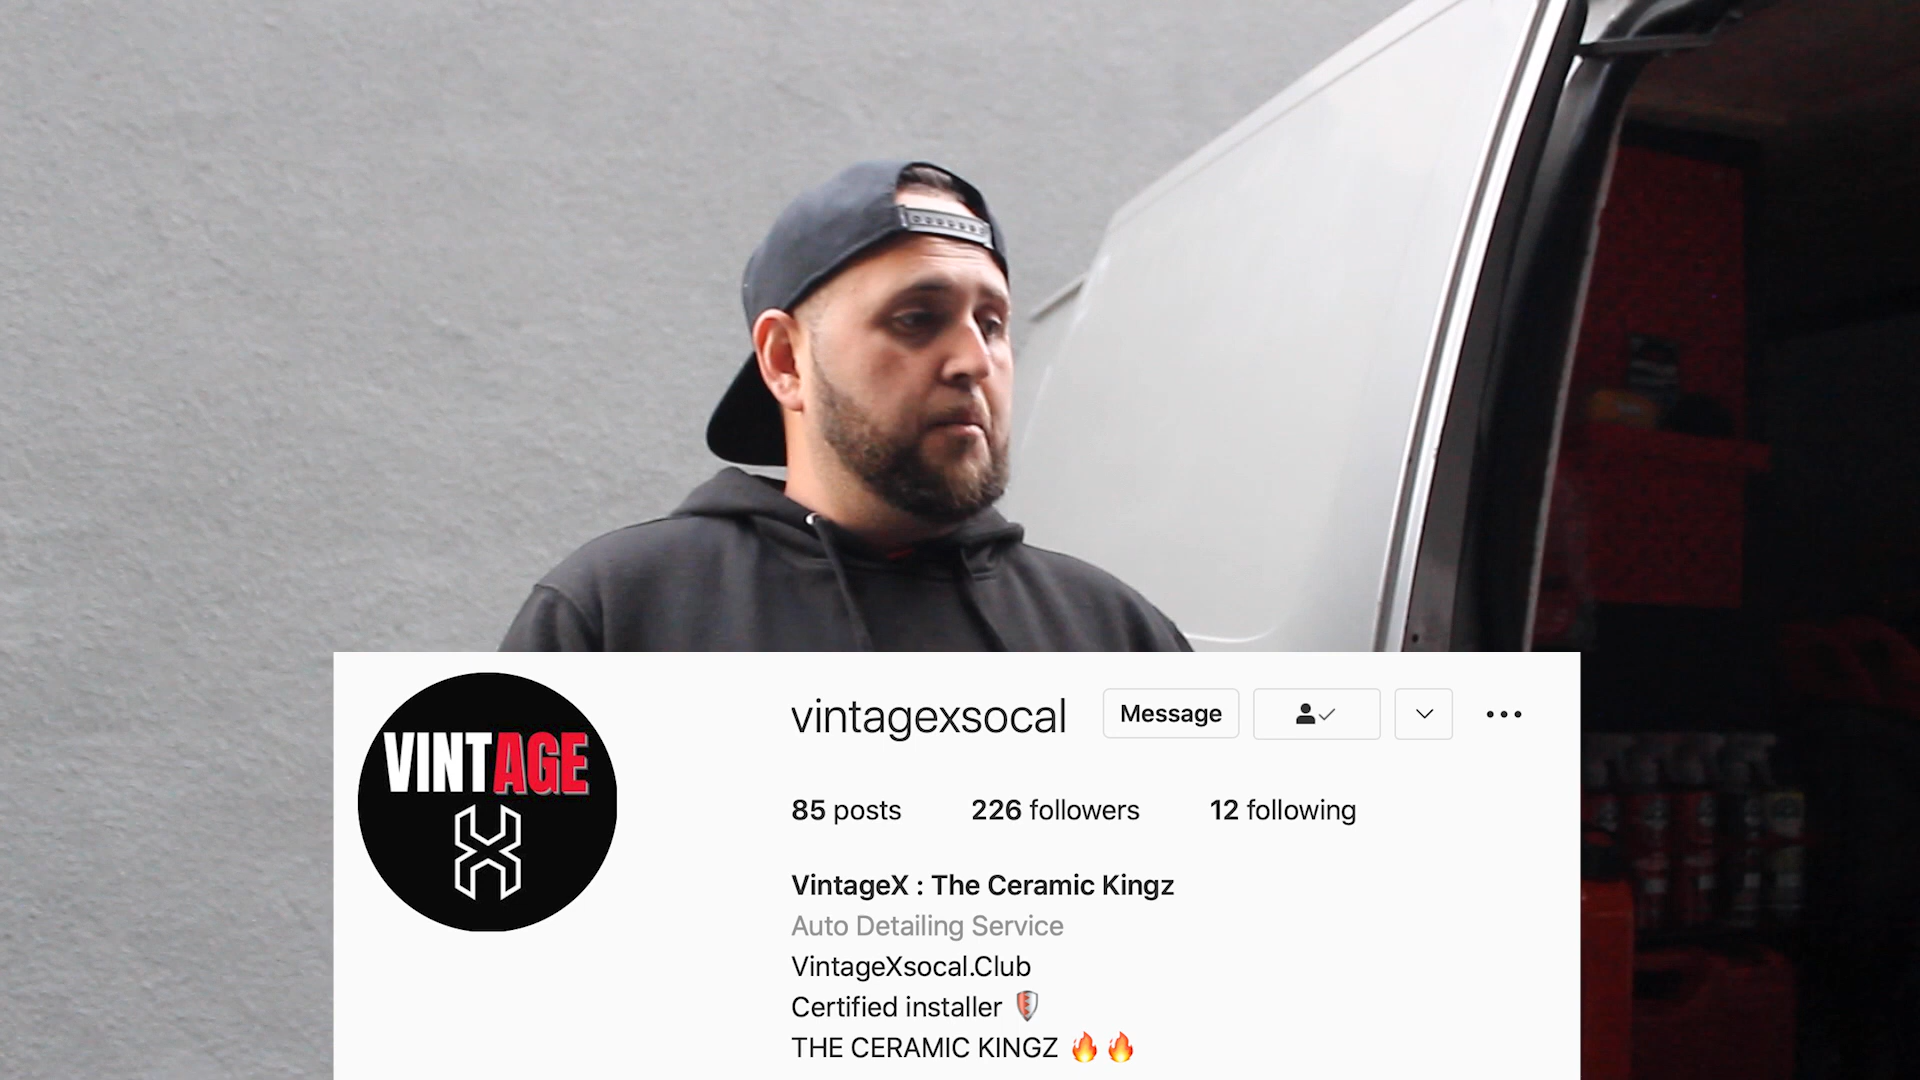 VINTAGE
X
vintagexsocal Message
85 posts 226 followers 12 following
VintageX : The Ceramic Kingz
Auto Detailing Service
VintageXsocal.Club
Certified installer
THE CERAMIC KINGZ 🔥🔥